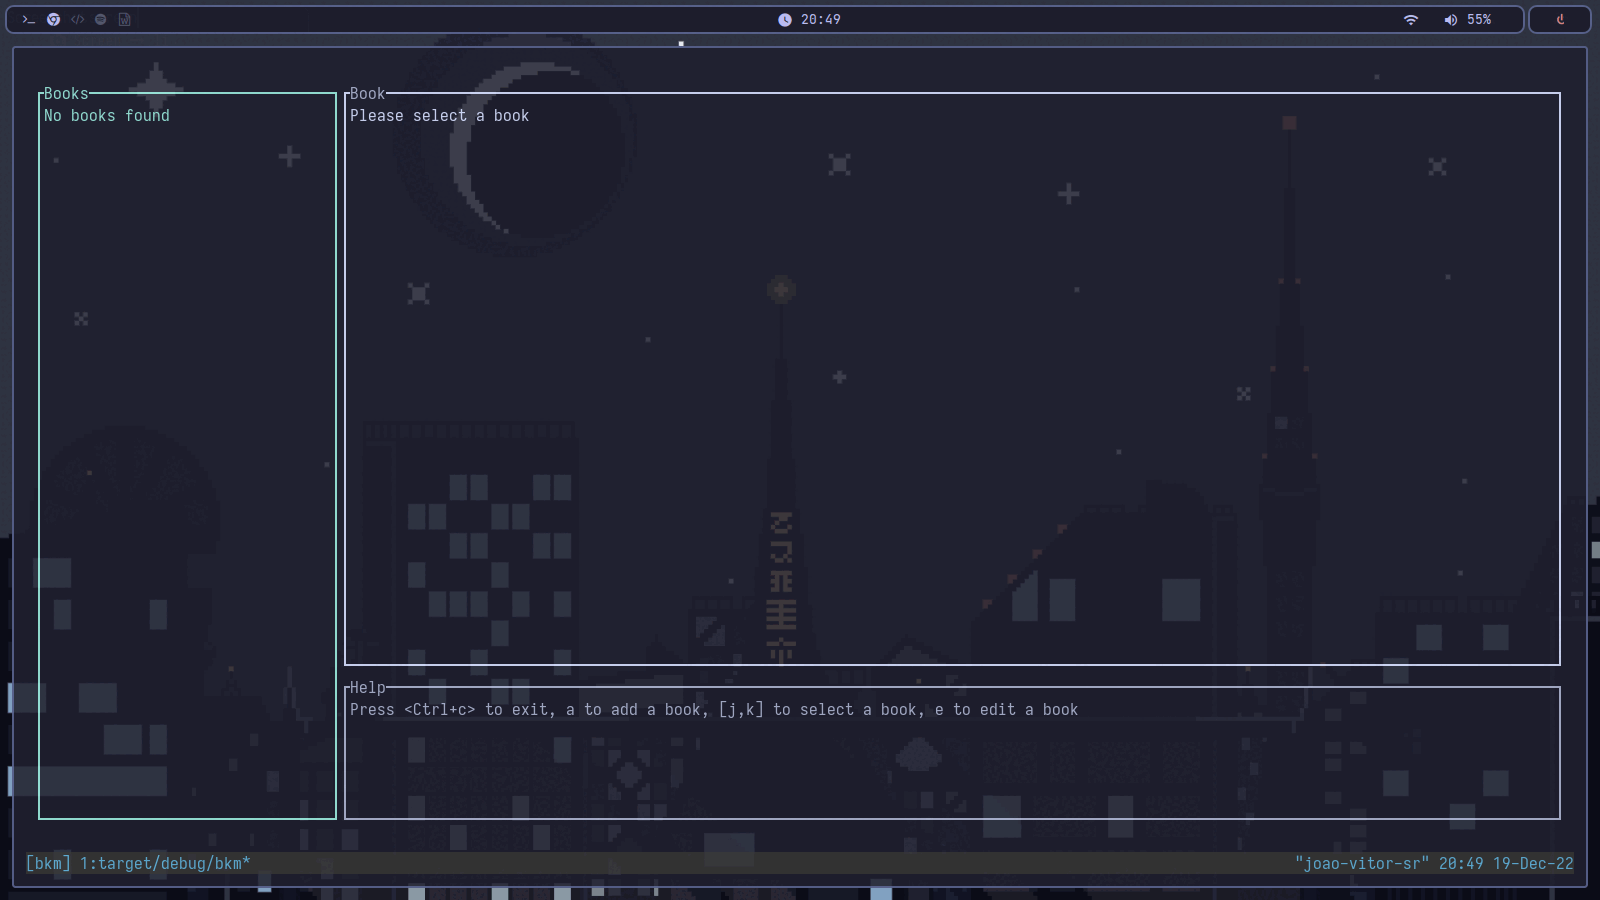 20:49
55%
Books
No books found
Book
Please select a book
Help
Press <Ctrl+c> to exit, a to add a book, [j,k] to select a book, e to edit a book
[bkm] 1:target/debug/bkm*
"joao-vitor-sr" 20:49 19-Dec-22